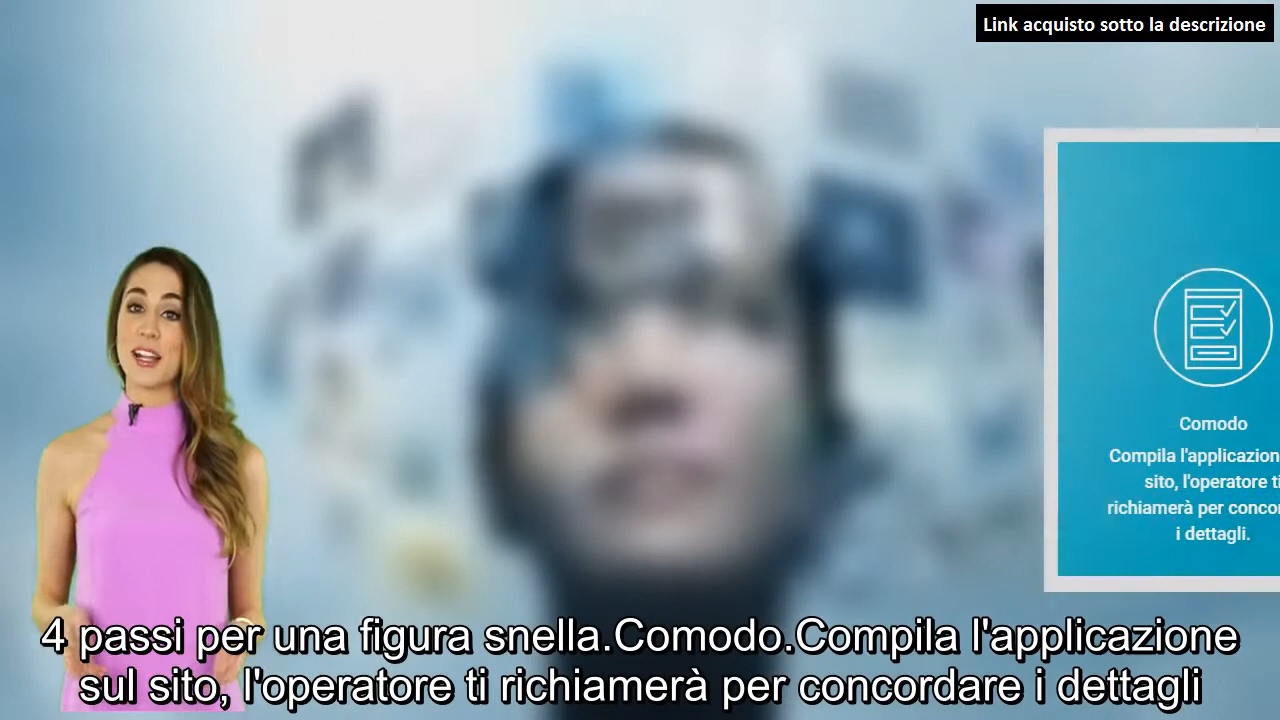 Link acquisto sotto la descrizione
Comodo
Compila l'applicazion
sito, l'operatore ti
richiamerà per conco
i dettagli.
4 passi per una figura snella.Comodo.Compila l'applicazione
sul sito, l'operatore ti richiamerà per concordare i dettagli